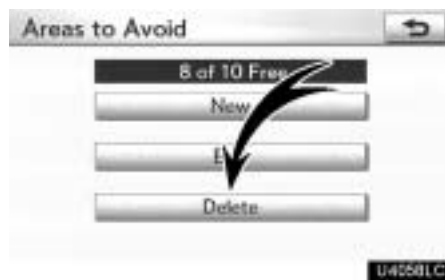 Areas to Avoid
8 of 10 Free
New
E
Delete
U4058LC